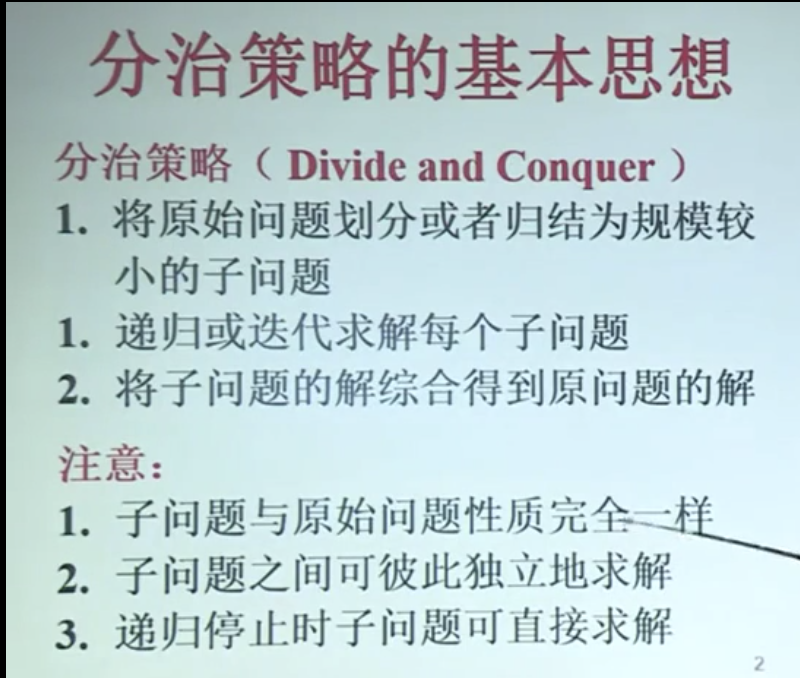 分治策略的基本思想
分治策略（ Divide and Conquer ）
1. 将原始问题划分或者归结为规模较
小的子问题
1. 递归或迭代求解每个子问题
2. 将子问题的解综合得到原问题的解
注意：
1. 子问题与原始问题性质完全一样
2. 子问题之间可彼此独立地求解
3. 递归停止时子问题可直接求解
2